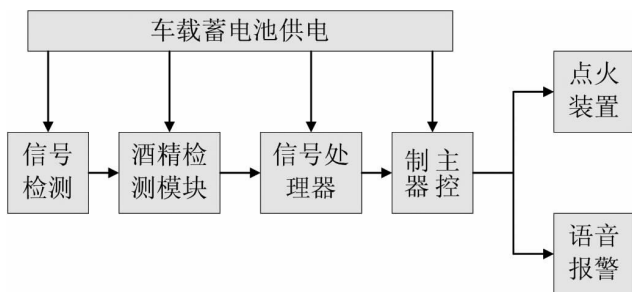 车载蓄电池供电
信号
检测
酒精检
测模块
信号处
理器
制主
器控
点火
装置
语音
报警